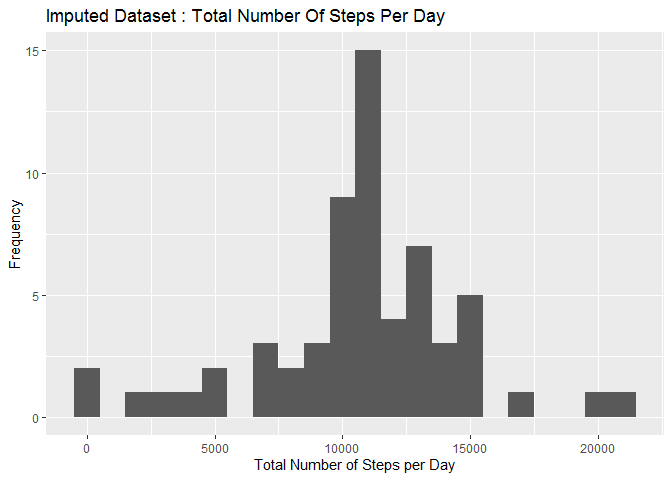 Imputed Dataset : Total Number Of Steps Per Day
15
10
5
0
Frequency
0 5000 10000 15000 20000
Total Number of Steps per Day